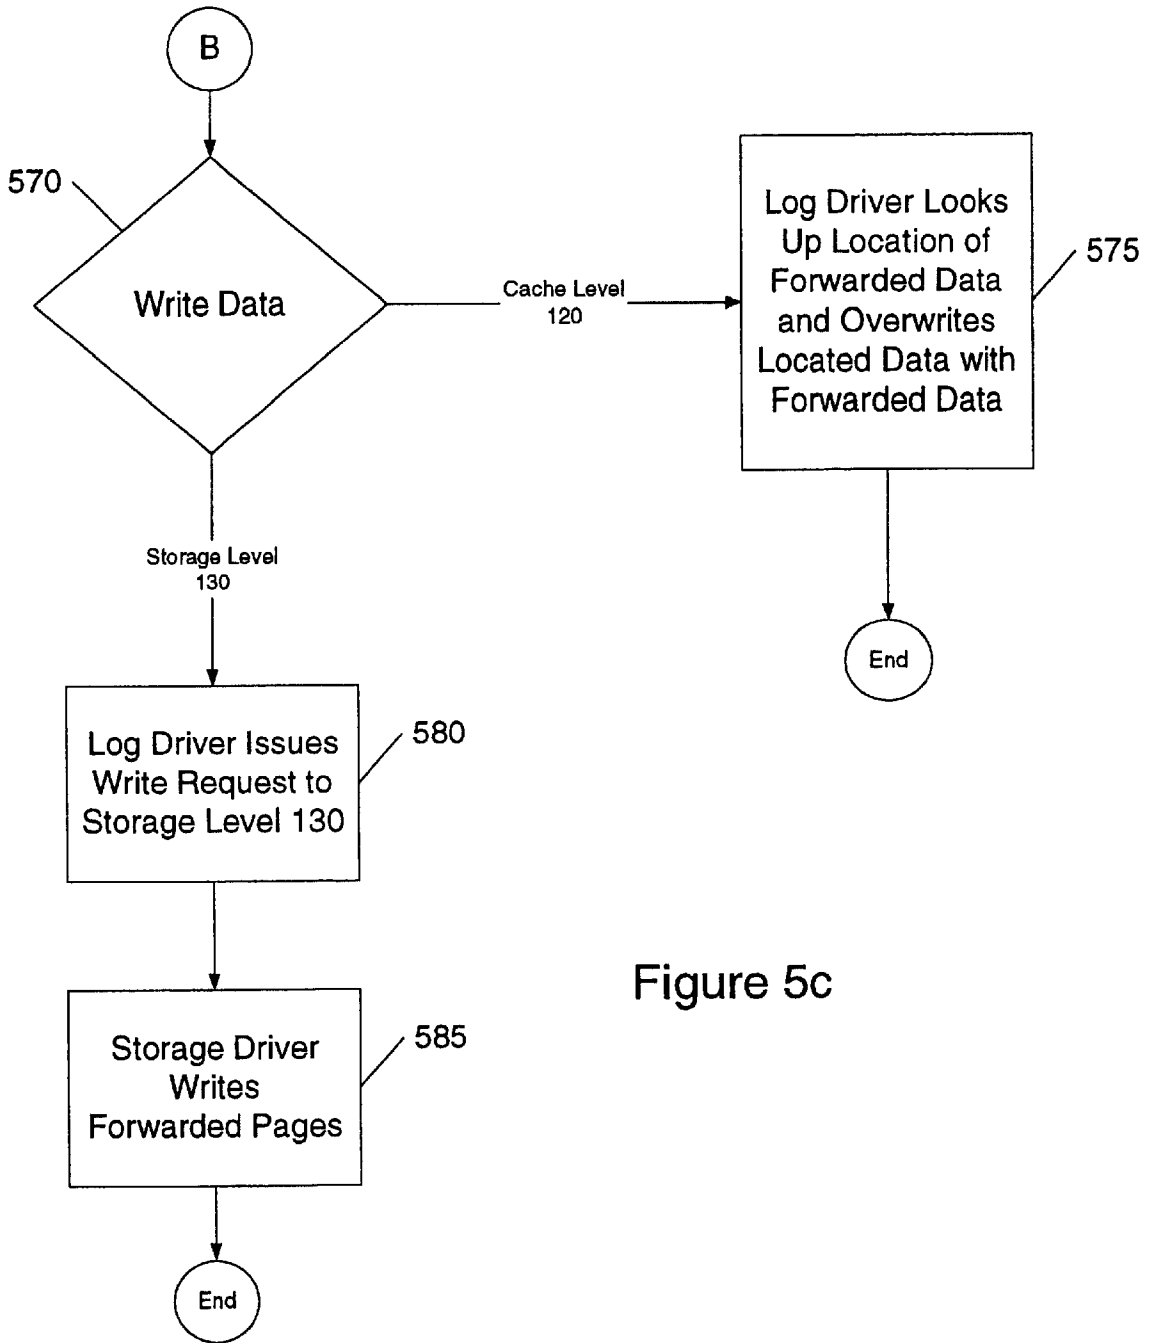 B
570
Write Data
Cache Level
120
Log Driver Looks
Up Location of
Forwarded Data
and Overwrites
Located Data with
Forwarded Data
575
End
Storage Level
130
Log Driver Issues
Write Request to
Storage Level 130
580
Storage Driver
Writes
Forwarded Pages
585
End
Figure 5c